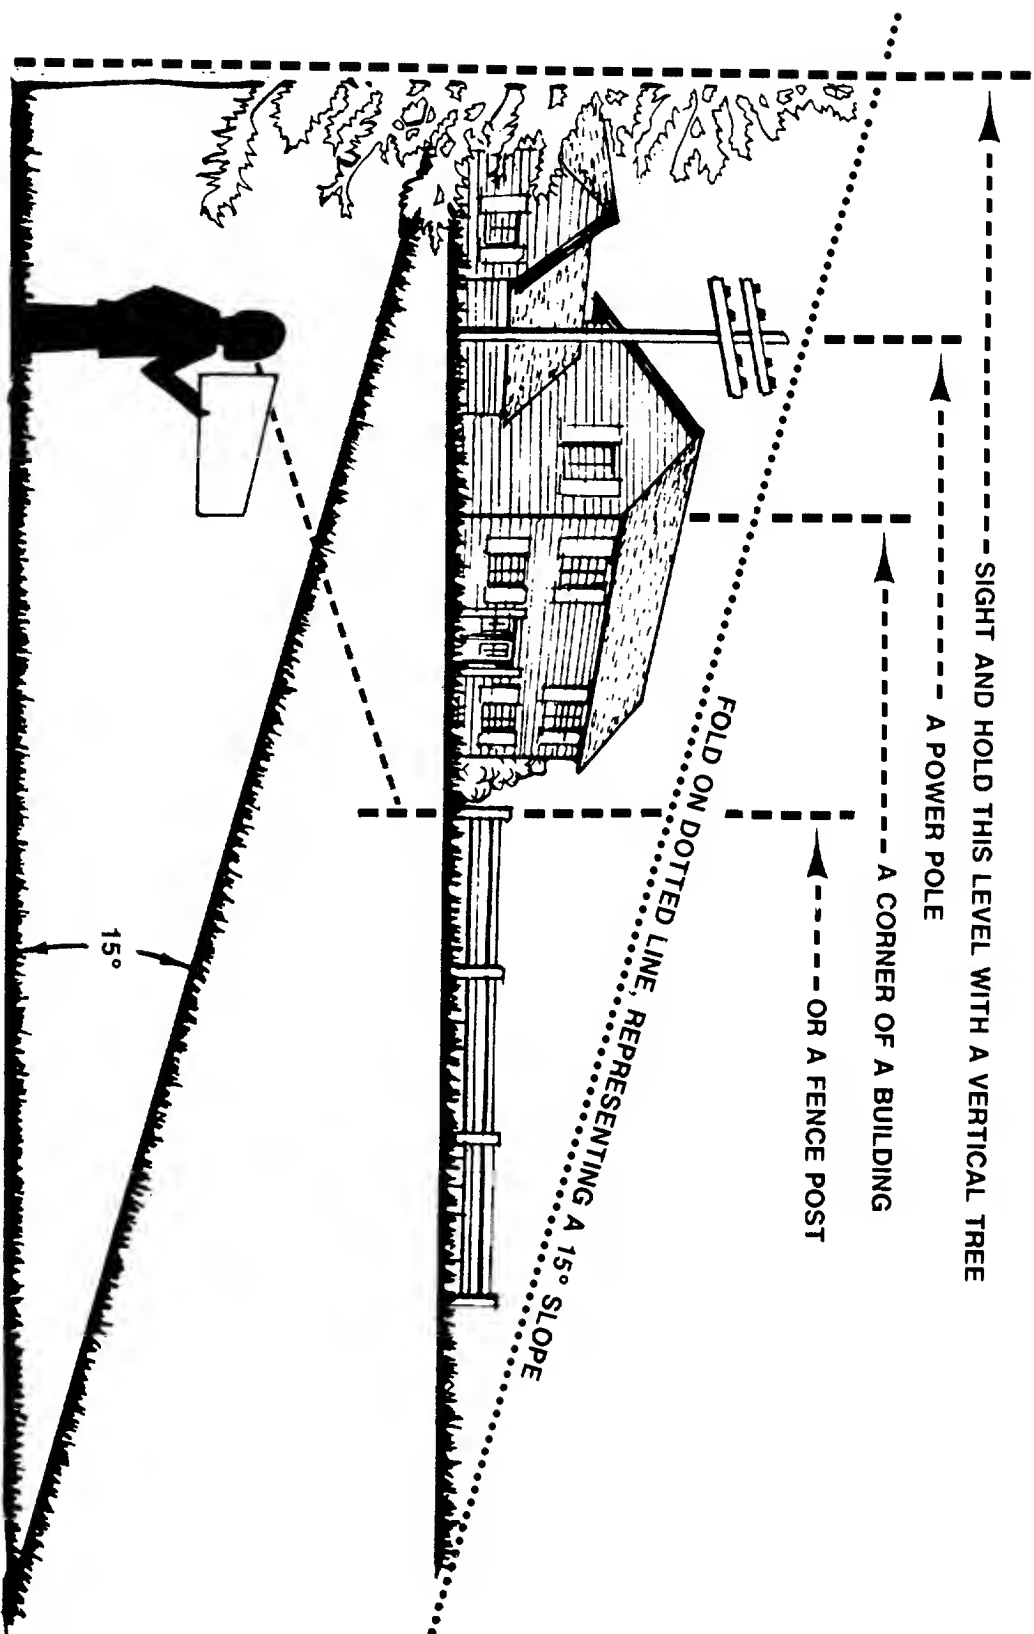 SIGHT AND HOLD THIS LEVEL WITH A VERTICAL TREE
A POWER POLE
A CORNER OF A BUILDING
OR A FENCE POST
FOLD ON DOTTED LINE, REPRESENTING A 15° SLOPE
15°